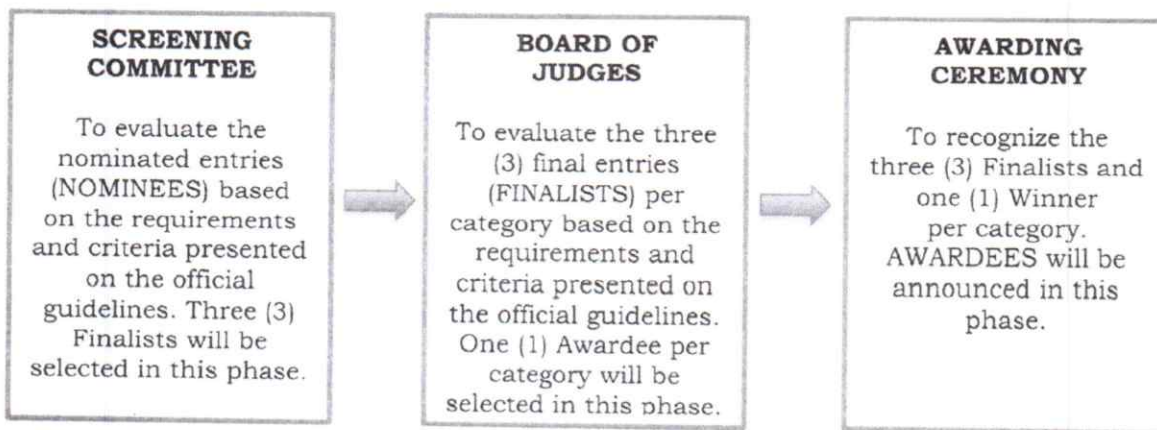 SCREENING
COMMITTEE
To evaluate the
nominated entries
(NOMINEES) based
on the requirements
and criteria presented
on the official
guidelines. Three (3)
Finalists will be
selected in this phase.
BOARD OF
JUDGES
To evaluate the three
(3) final entries
(FINALISTS) per
category based on the
requirements and
criteria presented on
the official guidelines.
One (1) Awardee per
category will be
selected in this phase.
AWARDING
CEREMONY
To recognize the
three (3) Finalists and
one (1) Winner
per category.
AWARDEES will be
announced in this
phase.